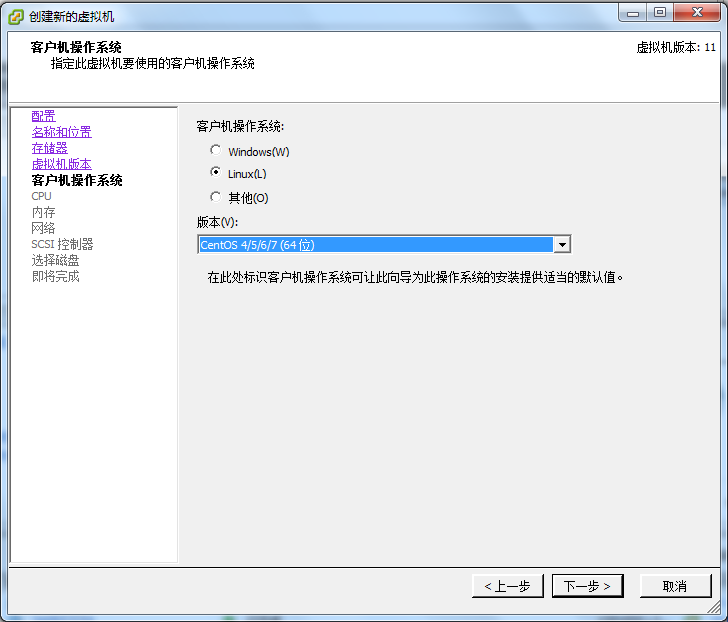 创建新的虚拟机
客户机操作系统
指定此虚拟机要使用的客户机操作系统
虚拟机版本: 11
配置
名称和位置
存储器
虚拟机版本
客户机操作系统
CPU
内存
网络
SCSI 控制器
选择磁盘
即将完成
客户机操作系统:
Windows(W)
Linux(L)
其他(O)
版本(V):
CentOS 4/5/6/7 (64 位)
在此处标识客户机操作系统可让此向导为此操作系统的安装提供适当的默认值。
< 上一步
下一步 >
取消